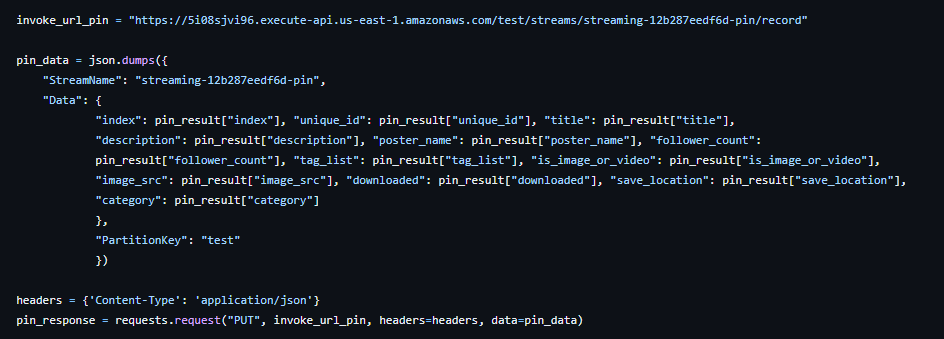 invoke_url_pin = "https://5i08sjvi96.execute-api.us-east-1.amazonaws.com/test/streams/streaming-12b287eedf6d-pin/record"

pin_data = json.dumps({
    "StreamName": "streaming-12b287eedf6d-pin",
    "Data": {
            "index": pin_result["index"], "unique_id": pin_result["unique_id"], "title": pin_result["title"],
            "description": pin_result["description"], "poster_name": pin_result["poster_name"], "follower_count":
            pin_result["follower_count"], "tag_list": pin_result["tag_list"], "is_image_or_video": pin_result["is_image_or_video"],
            "image_src": pin_result["image_src"], "downloaded": pin_result["downloaded"], "save_location": pin_result["save_location"],
            "category": pin_result["category"]
            },
            "PartitionKey": "test"
            })

headers = {'Content-Type': 'application/json'}
pin_response = requests.request("PUT", invoke_url_pin, headers=headers, data=pin_data)